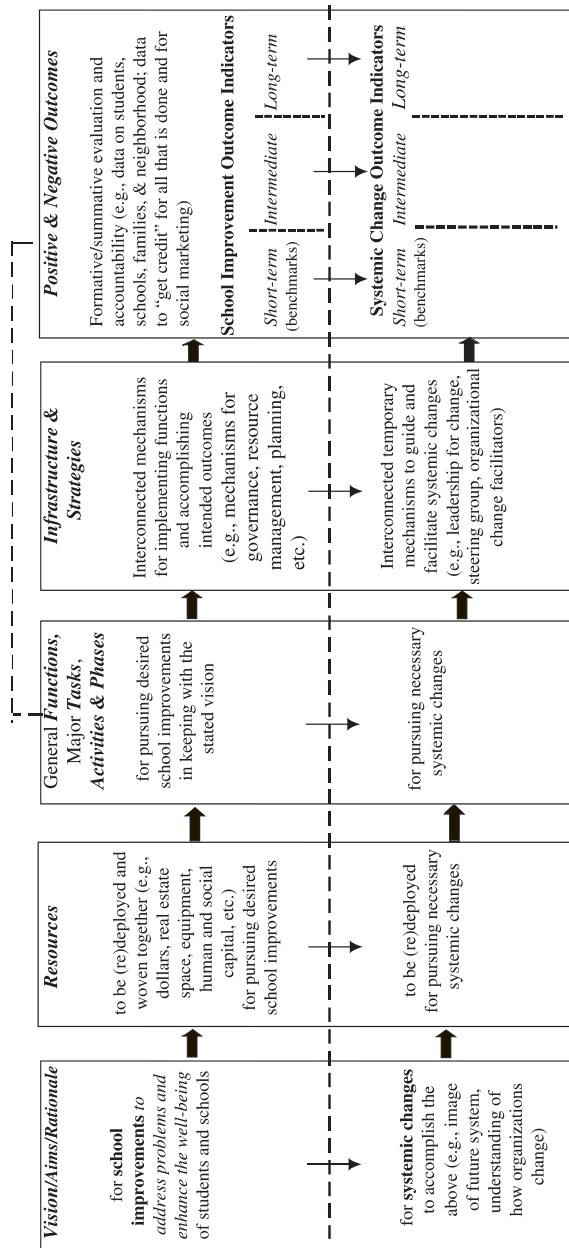 Vision/Aims/Rationale
for school
improvements to
address problems and
enhance the well-being
of students and schools
for systemic changes
to accomplish the
above (e.g., image
of future system,
understanding of
how organizations
change)
Resources
to be (re)deployed and
woven together (e.g.,
dollars, real estate
space, equipment,
human and social
capital, etc.)
for pursuing desired
school improvements
to be (re)deployed
for pursuing necessary
systemic changes
General Functions,
Major Tasks,
Activities & Phases
for pursuing desired
school improvements
in keeping with the
stated vision
for pursuing necessary
systemic changes
Infrastructure &
Strategies
Interconnected mechanisms
for implementing functions
and accomplishing
intended outcomes
(e.g., mechanisms for
governance, resource
management, planning,
etc.)
Interconnected temporary
mechanisms to guide and
facilitate systemic changes
(e.g., leadership for change,
steering group, organizational
change facilitators)
Positive & Negative Outcomes
Formative/summative evaluation and
accountability (e.g., data on students,
schools, families, & neighborhood; data
to “get credit” for all that is done and for
social marketing)
School Improvement Outcome Indicators
Short-term Intermediate Long-term
(benchmarks)
Systemic Change Outcome Indicators
Short-term Intermediate Long-term
(benchmarks)